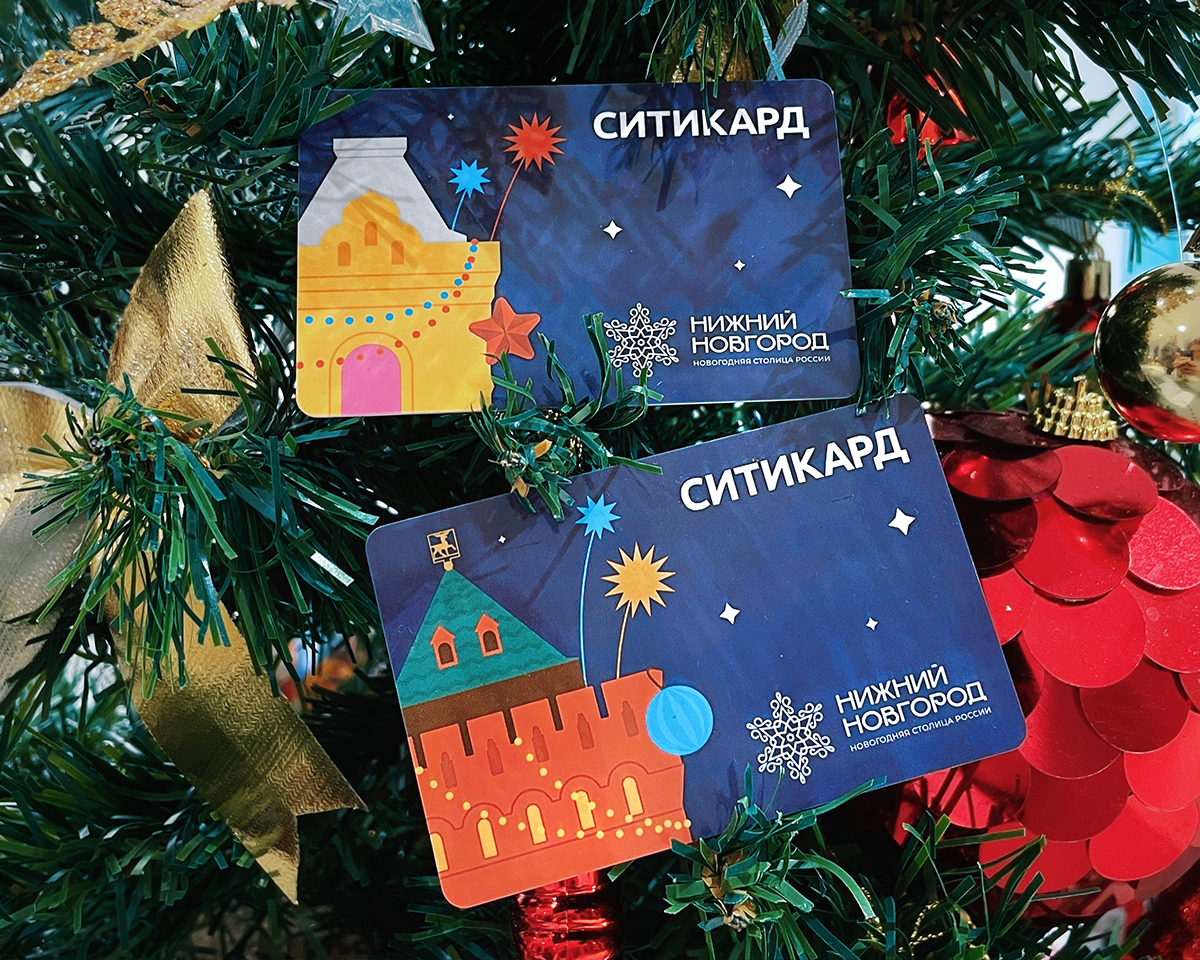 СИТИКАРД
НИЖНИЙ
НОВГОРОД
НОВОГОДНЯЯ СТОЛИЦА РОССИИ
СИТИКАРД
НИЖНИЙ
НОВГОРОД
НОВОГОДНЯЯ СТОЛИЦА РОССИИ